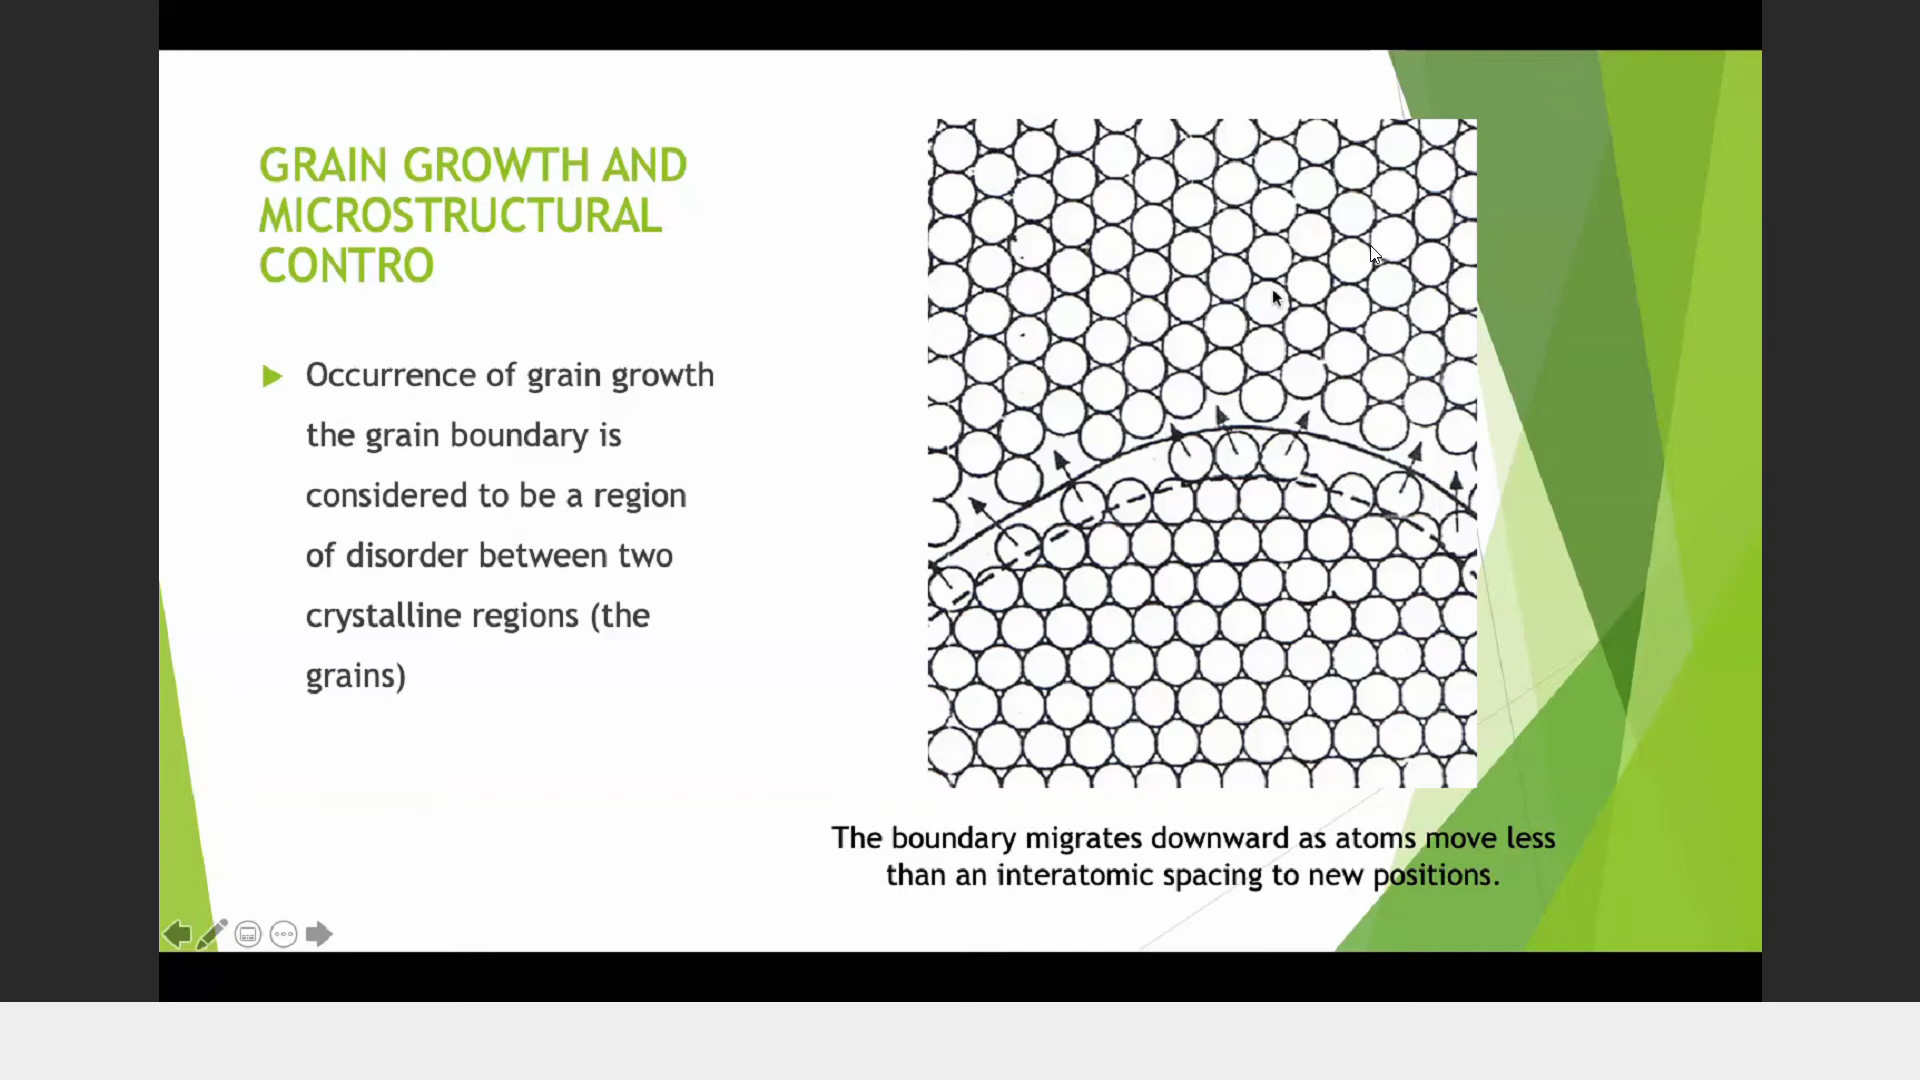 GRAIN GROWTH AND
MICROSTRUCTURAL
CONTRO
Occurrence of grain growth
the grain boundary is
considered to be a region
of disorder between two
crystalline regions (the
grains)
The boundary migrates downward as atoms move less
than an interatomic spacing to new positions.